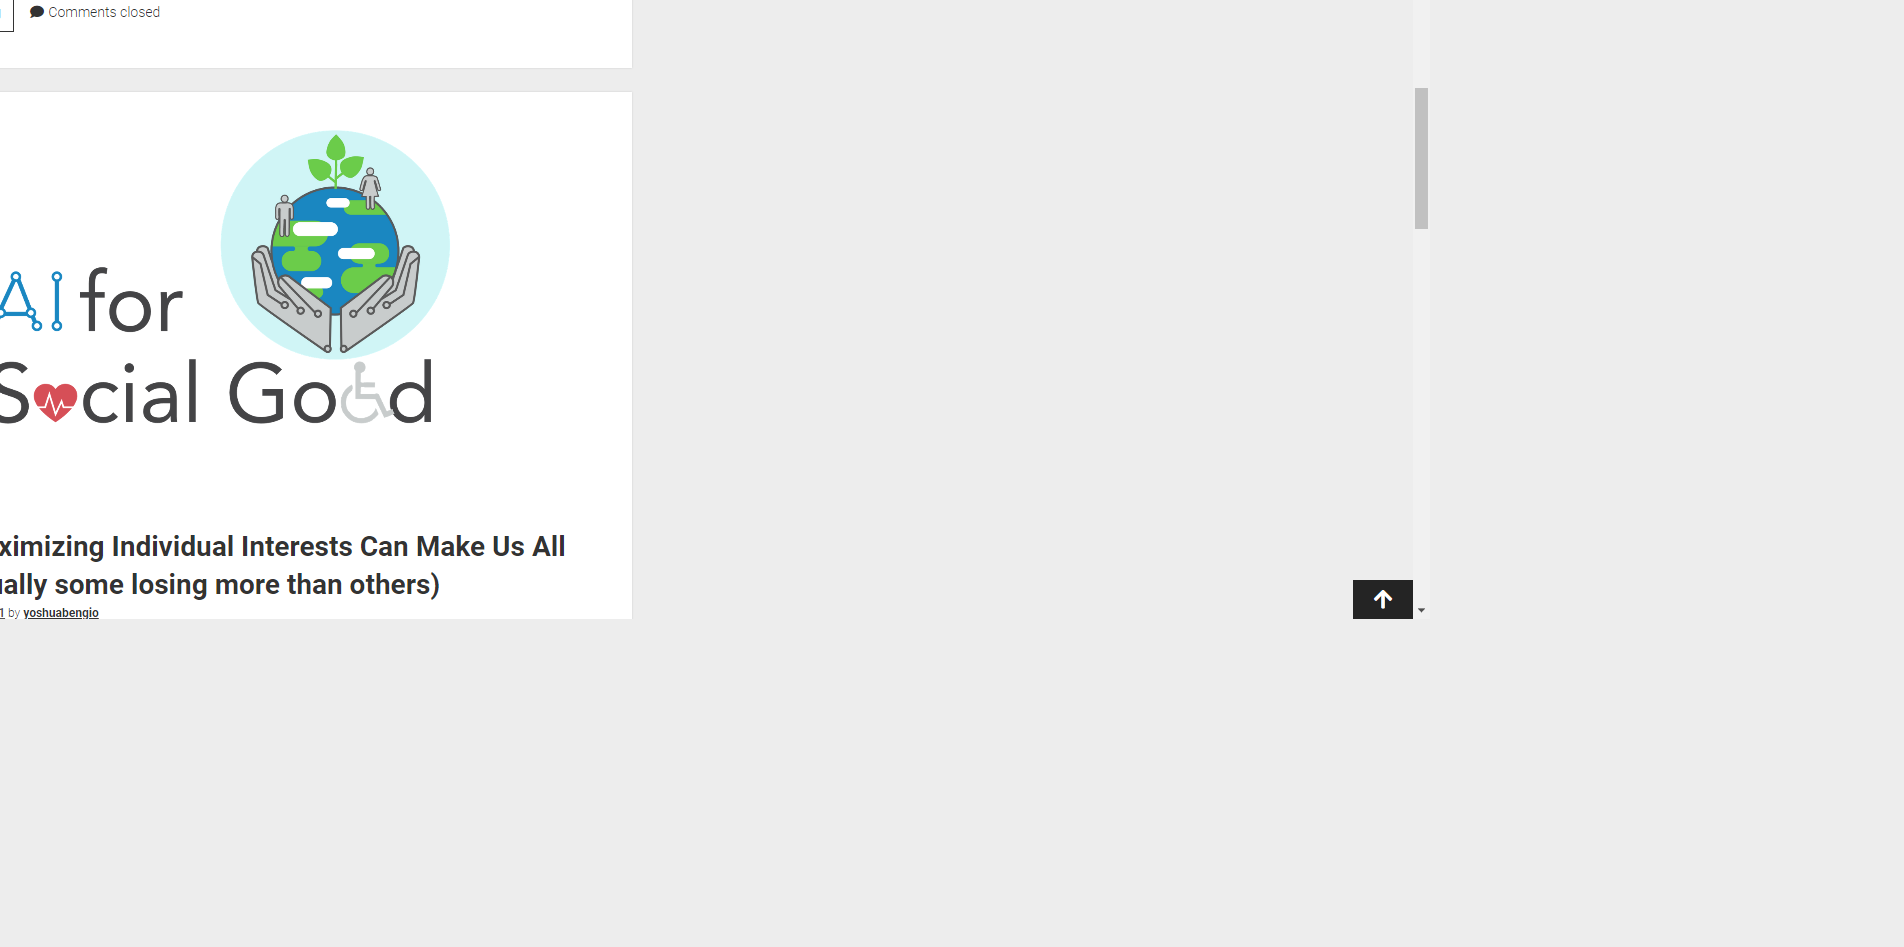 Comments closed
AI for
Social Good
ximizing Individual Interests Can Make Us All
ally some losing more than others)
1 by yoshuabengio